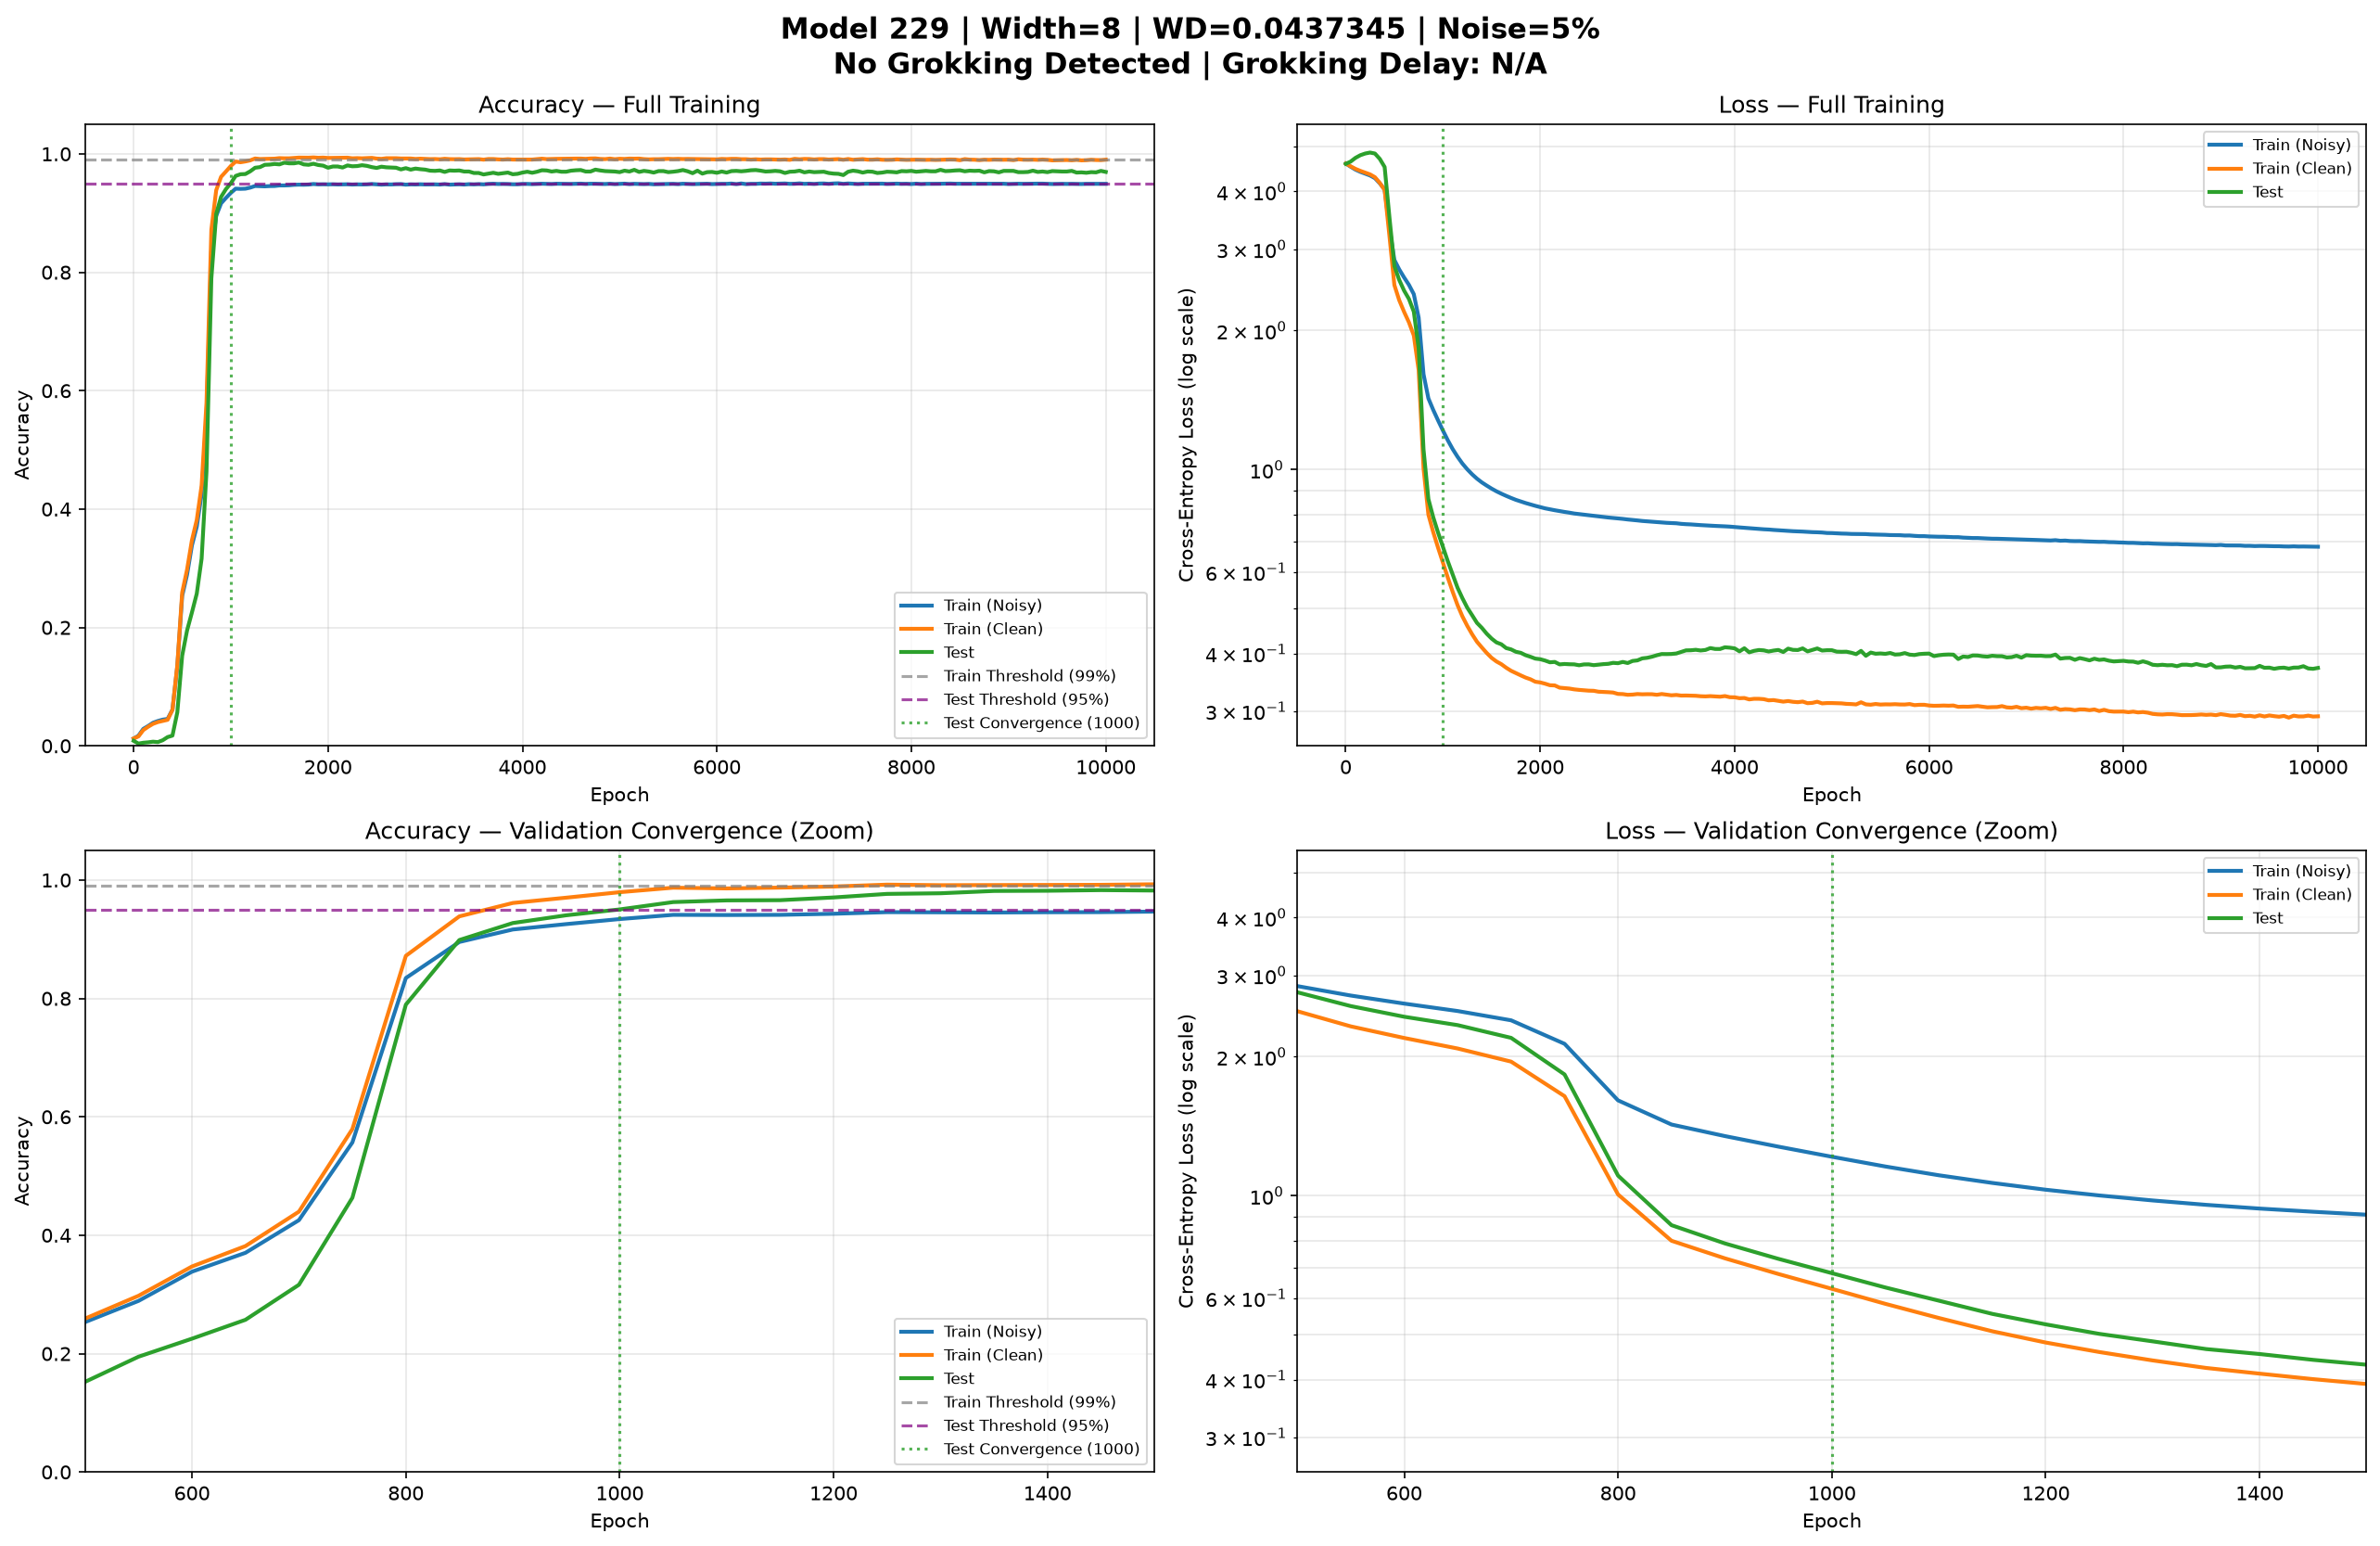 Model 229 | Width=8 | WD=0.0437345 | Noise=5%
No Grokking Detected | Grokking Delay: N/A
Accuracy — Full Training
1.0
0.8
0.6
0.4
0.2
0.0
Accuracy
0 2000 4000 6000 8000 10000
Epoch
Train (Noisy)
Train (Clean)
Test
Train Threshold (99%)
Test Threshold (95%)
Test Convergence (1000)
Loss — Full Training
4 × 10⁰
3 × 10⁰
2 × 10⁰
10⁰
6 × 10⁻¹
4 × 10⁻¹
3 × 10⁻¹
Cross-Entropy Loss (log scale)
0 2000 4000 6000 8000 10000
Epoch
Train (Noisy)
Train (Clean)
Test
Accuracy — Validation Convergence (Zoom)
1.0
0.8
0.6
0.4
0.2
0.0
Accuracy
600 800 1000 1200 1400
Epoch
Train (Noisy)
Train (Clean)
Test
Train Threshold (99%)
Test Threshold (95%)
Test Convergence (1000)
Loss — Validation Convergence (Zoom)
4 × 10⁰
3 × 10⁰
2 × 10⁰
10⁰
6 × 10⁻¹
4 × 10⁻¹
3 × 10⁻¹
Cross-Entropy Loss (log scale)
600 800 1000 1200 1400
Epoch
Train (Noisy)
Train (Clean)
Test